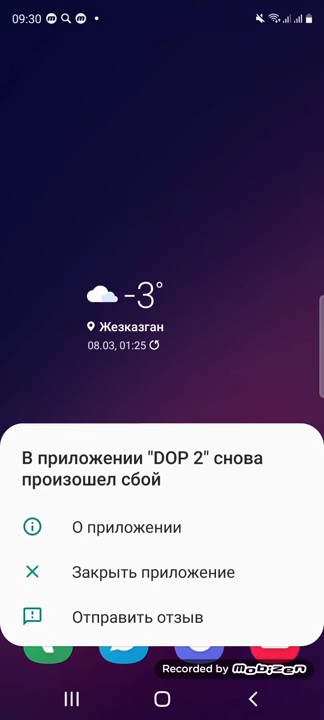 09:30
-3°
Жезказган
08.03, 01:25
В приложении "DOP 2" снова
произошел сбой
О приложении
Закрыть приложение
Отправить отзыв
Recorded by mobizen